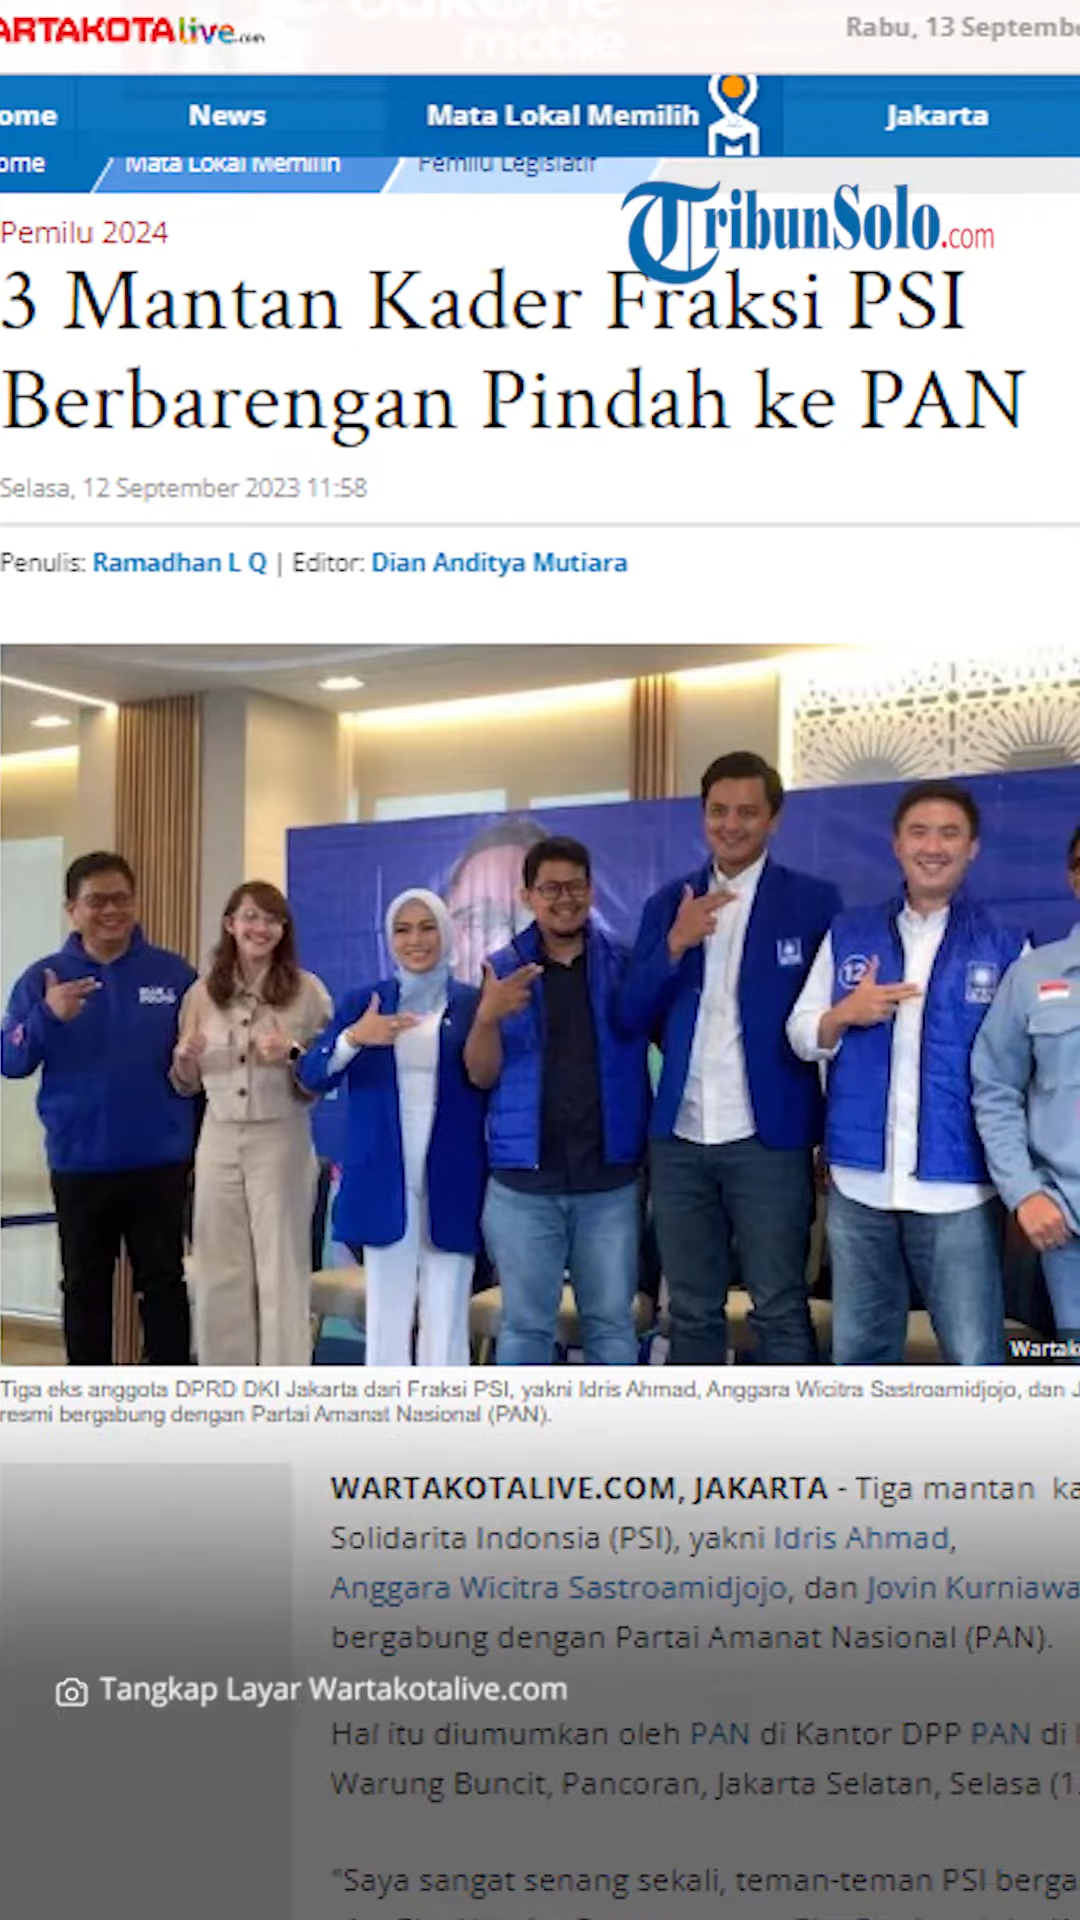 WARTAKOTAlive.com
Rabu, 13 Septembe
ome
News
Mata Lokal Memilih
Jakarta
ome
Mata Lokal Memilih
Pemilu Legislatif
TribunSolo.com
Pemilu 2024
3 Mantan Kader Fraksi PSI
Berbarengan Pindah ke PAN
Selasa, 12 September 2023 11:58
Penulis: Ramadhan L Q | Editor: Dian Anditya Mutiara
12
Wartak
Tiga eks anggota DPRD DKI Jakarta dari Fraksi PSI, yakni Idris Ahmad, Anggara Wicitra Sastroamidjojo, dan J
resmi bergabung dengan Partai Amanat Nasional (PAN).
WARTAKOTALIVE.COM, JAKARTA - Tiga mantan ka
Solidarita Indonsia (PSI), yakni Idris Ahmad,
Anggara Wicitra Sastroamidjojo, dan Jovin Kurniawa
bergabung dengan Partai Amanat Nasional (PAN).
Tangkap Layar Wartakotalive.com
Hal itu diumumkan oleh PAN di Kantor DPP PAN di
Warung Buncit, Pancoran, Jakarta Selatan, Selasa (1
"Saya sangat senang sekali, teman-teman PSI berga